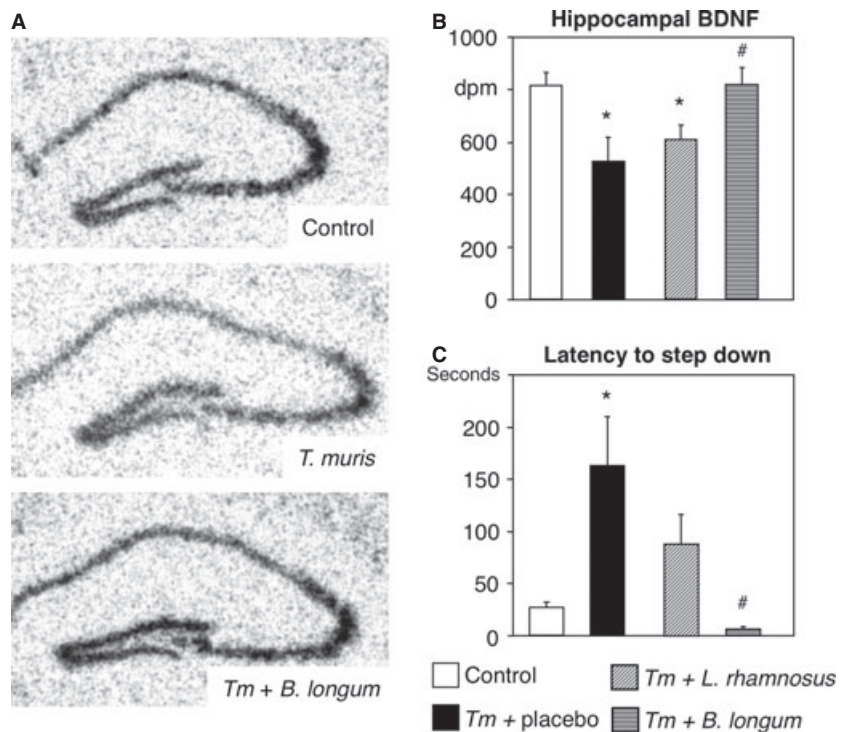 A
Control
T. muris
Tm + B. longum
B
Hippocampal BDNF
1000
dpm
600
400
200
0
*
*
#
C
Latency to step down
Seconds
200
150
100
50
0
*
#
Control
Tm + L. rhamnosus
Tm + placebo
Tm + B. longum